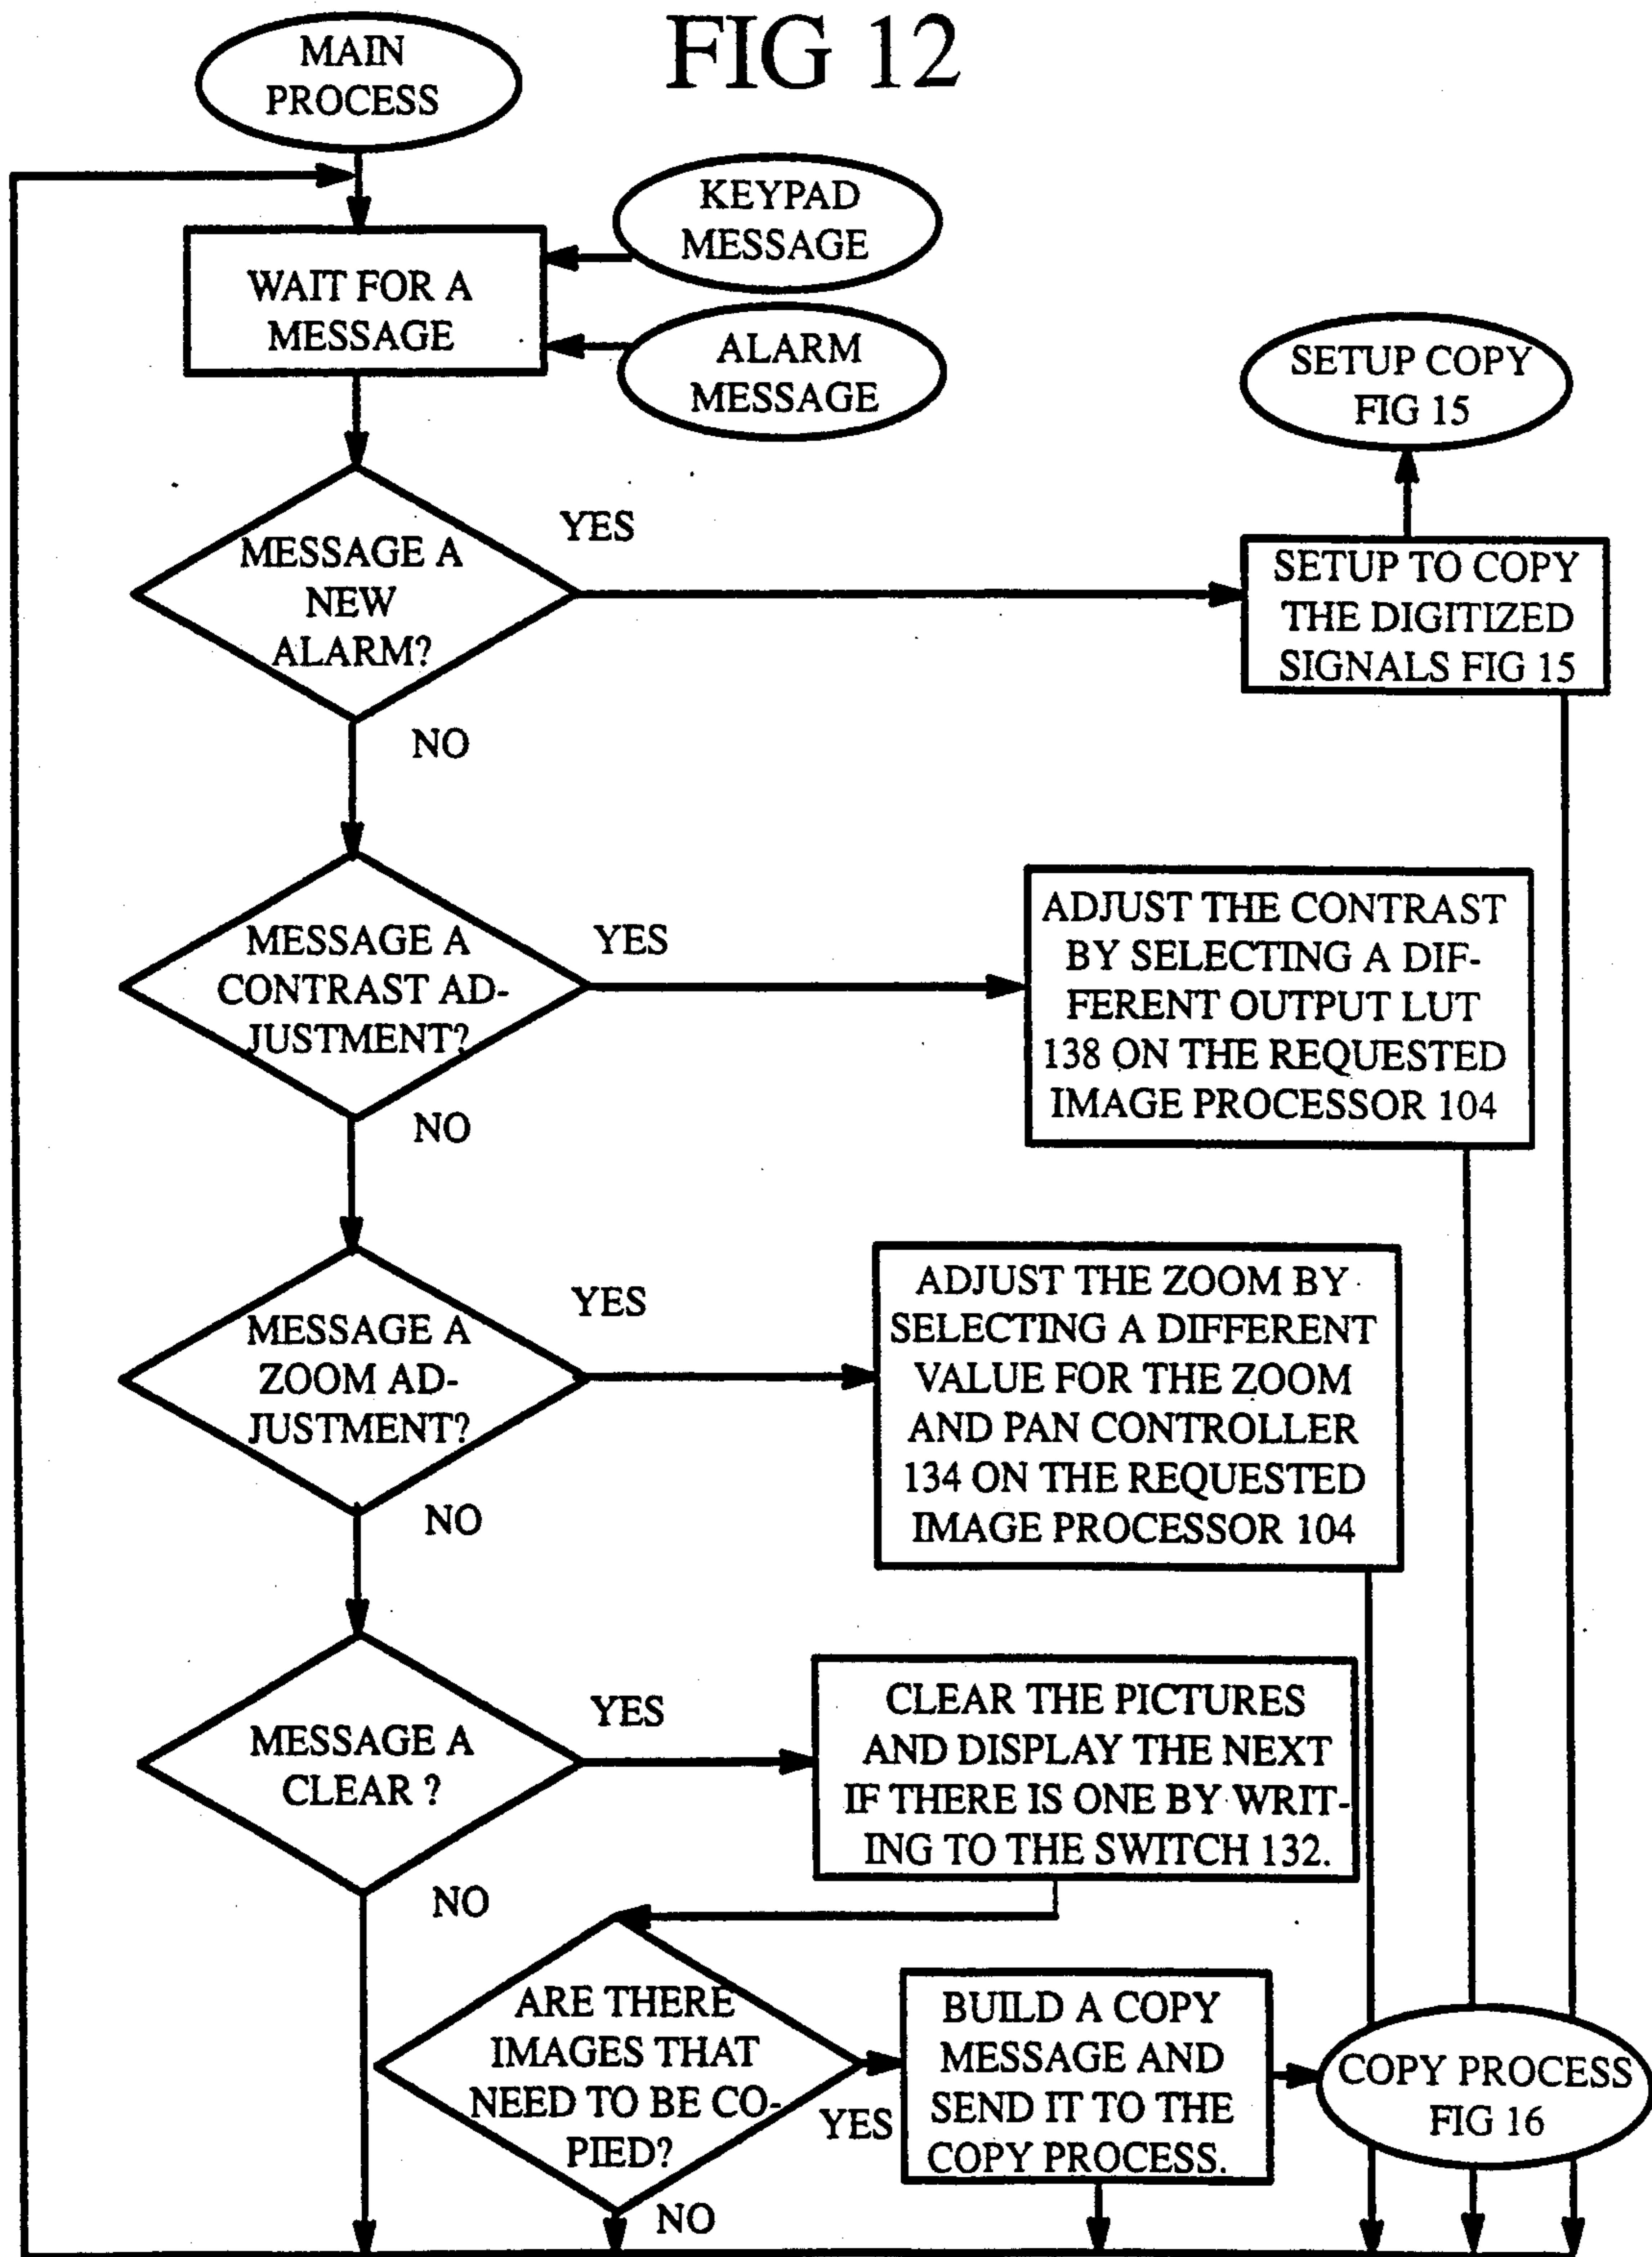 FIG 12
MAIN
PROCESS
KEYPAD
MESSAGE
WAIT FOR A
MESSAGE
ALARM
MESSAGE
SETUP COPY
FIG 15
MESSAGE A
NEW
ALARM?
YES
NO
SETUP TO COPY
THE DIGITIZED
SIGNALS FIG 15
MESSAGE A
CONTRAST AD-
JUSTMENT?
YES
NO
ADJUST THE CONTRAST
BY SELECTING A DIF-
FERENT OUTPUT LUT
138 ON THE REQUESTED
IMAGE PROCESSOR 104
MESSAGE A
ZOOM AD-
JUSTMENT?
YES
NO
ADJUST THE ZOOM BY
SELECTING A DIFFERENT
VALUE FOR THE ZOOM
AND PAN CONTROLLER
134 ON THE REQUESTED
IMAGE PROCESSOR 104
MESSAGE A
CLEAR ?
YES
NO
CLEAR THE PICTURES
AND DISPLAY THE NEXT
IF THERE IS ONE BY WRIT-
ING TO THE SWITCH 132.
ARE THERE
IMAGES THAT
NEED TO BE CO-
PIED?
YES
NO
BUILD A COPY
MESSAGE AND
SEND IT TO THE
COPY PROCESS.
COPY PROCESS
FIG 16